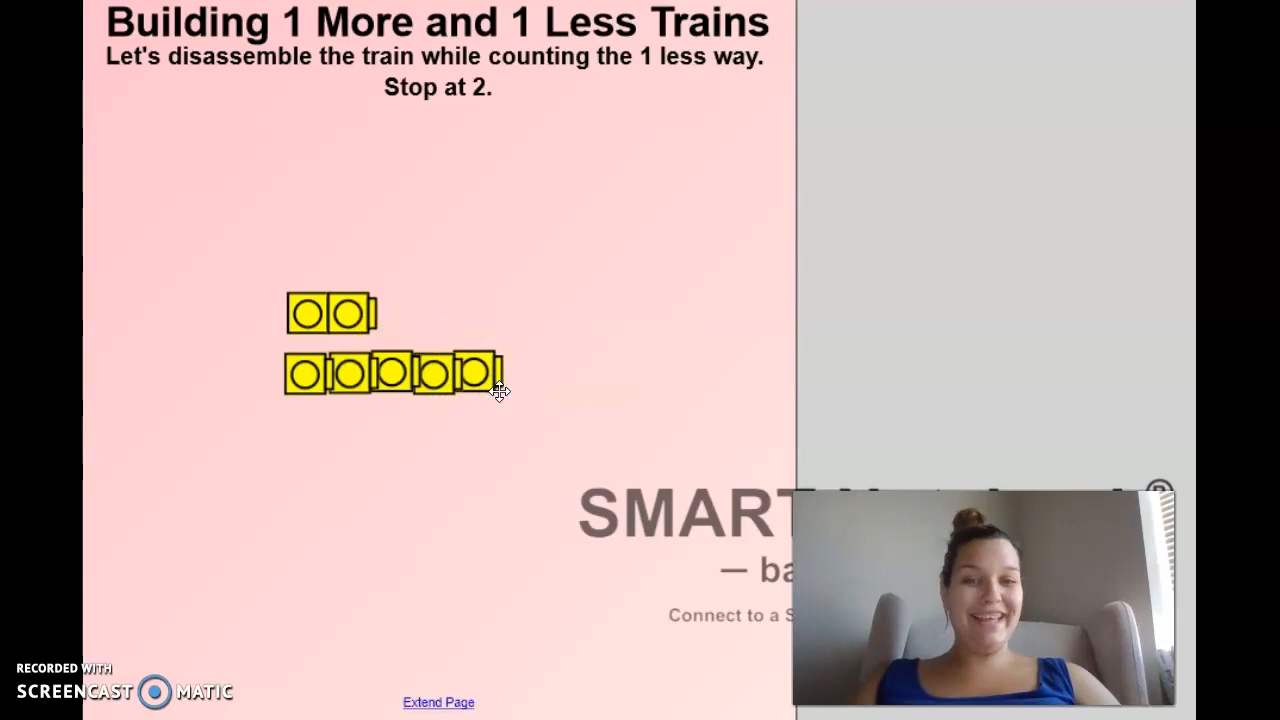 Building 1 More and 1 Less Trains
Let's disassemble the train while counting the 1 less way.
Stop at 2.
SMART
®
— ba
Connect to a S
RECORDED WITH
SCREENCAST MATIC
Extend Page